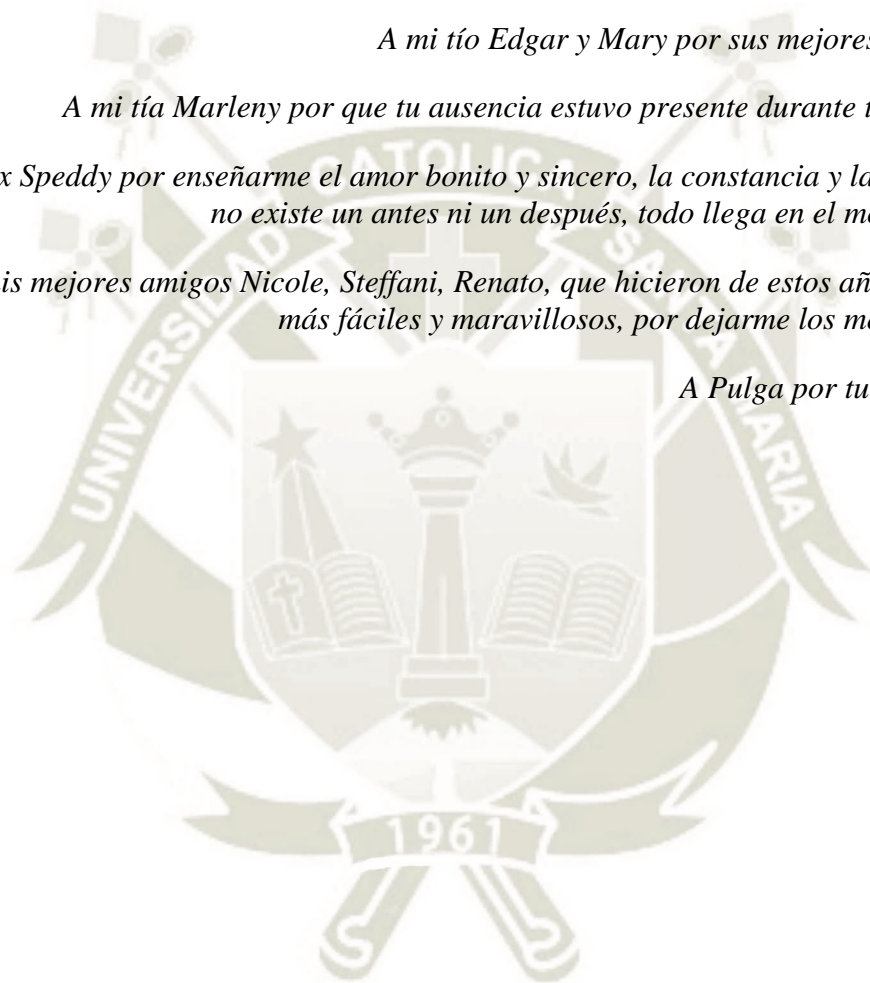 A mi tío Edgar y Mary por sus mejores
A mi tía Marleny por que tu ausencia estuvo presente durante
x Speddy por enseñarme el amor bonito y sincero, la constancia y la
no existe un antes ni un después, todo llega en el
is mejores amigos Nicole, Steffani, Renato, que hicieron de estos
más fáciles y maravillosos, por dejarme los
A Pulga por tu
UNIVERSIDAD CATOLICA SANTA MARIA
1961